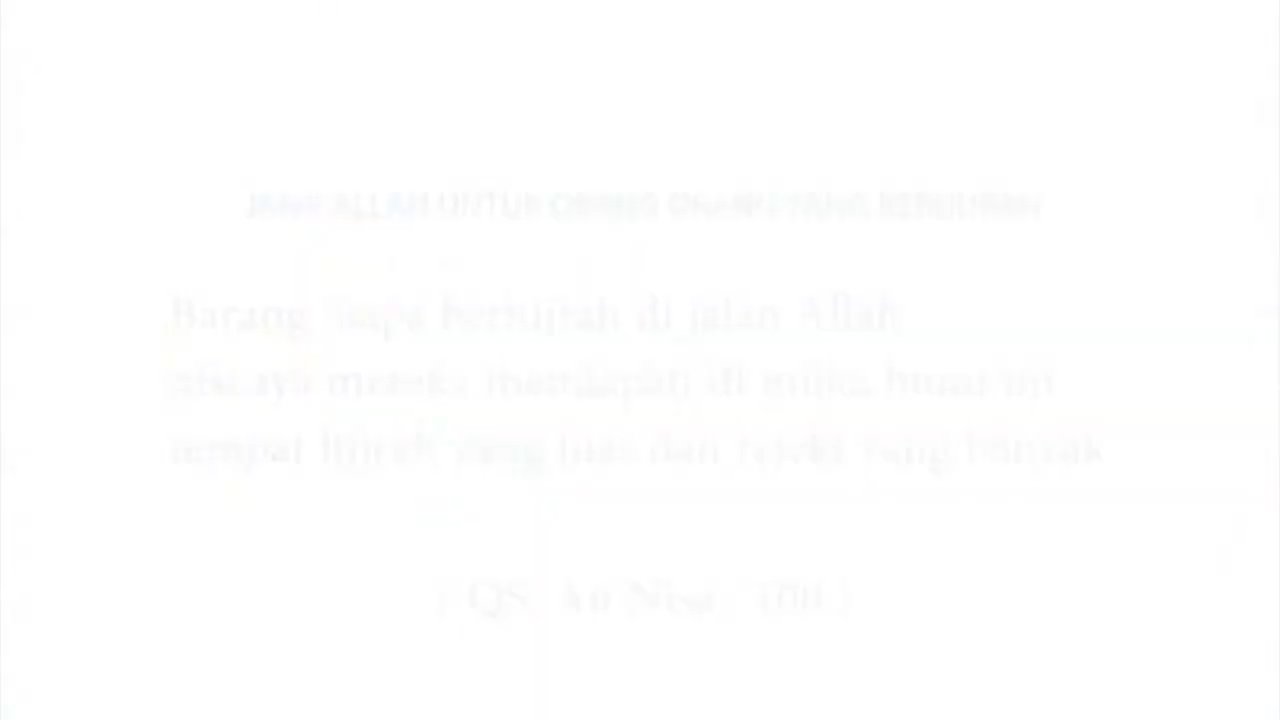 JANJI ALLAH UNTUK ORANG ORANG YANG BERHIJRAH
Barang siapa berhijrah di jalan Allah
niscaya mereka mendapati di muka bumi ini
tempat hijrah yang luas dan rezeki yang banyak
( QS. An Nisa : 100 )